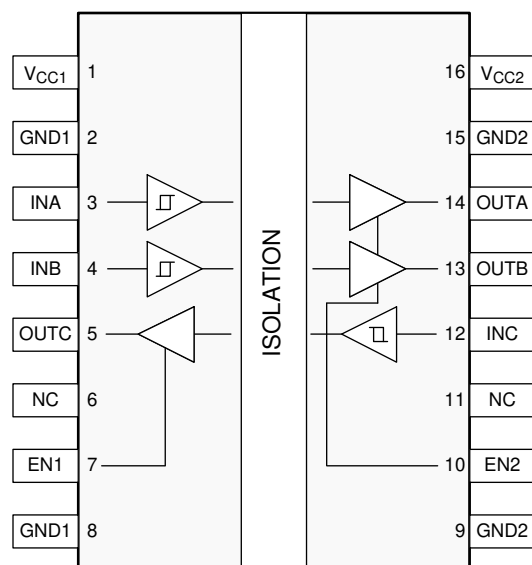 VCC1 1 16 VCC2
GND1 2 15 GND2
INA 3 14 OUTA
INB 4 13 OUTB
OUTC 5 12 INC
NC 6 11 NC
EN1 7 10 EN2
GND1 8 9 GND2
ISOLATION